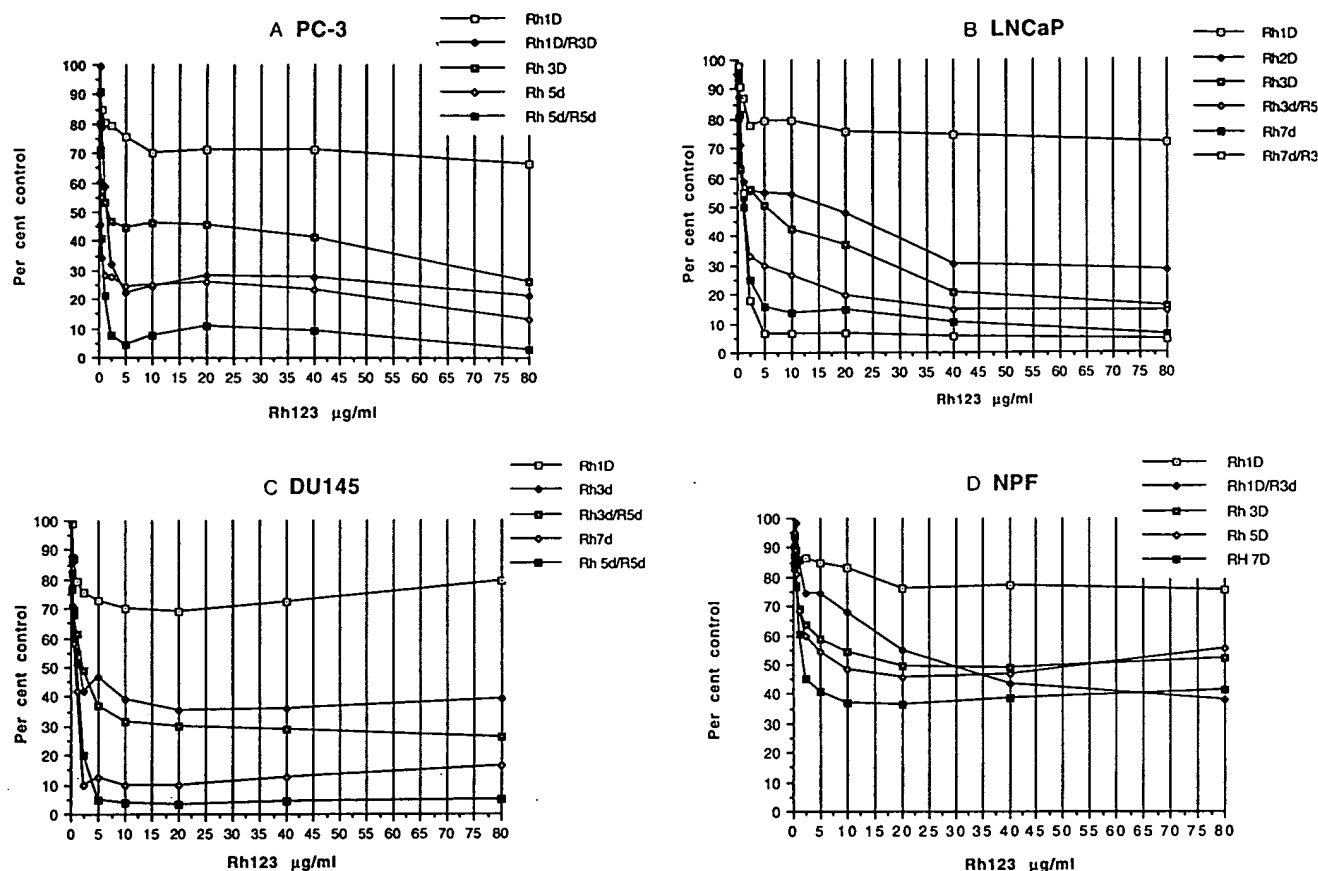 A PC-3
Rh1D
Rh1D/R3D
Rh 3D
Rh 5d
Rh 5d/R5d
Per cent control
100
90
80
70
60
50
40
30
20
10
0
0 5 10 15 20 25 30 35 40 45 50 55 60 65 70 75 80
Rh123 µg/ml
B LNCaP
Rh1D
Rh2D
Rh3D
Rh3d/R5
Rh7d
Rh7d/R3
Per cent control
100
90
80
70
60
50
40
30
20
10
0
0 5 10 15 20 25 30 35 40 45 50 55 60 65 70 75 80
Rh123 µg/ml
C DU145
Rh1D
Rh3d
Rh3d/R5d
Rh7d
Rh 5d/R5d
Per cent control
100
90
80
70
60
50
40
30
20
10
0
0 5 10 15 20 25 30 35 40 45 50 55 60 65 70 75 80
Rh123 µg/ml
D NPF
Rh1D
Rh1D/R3d
Rh 3D
Rh 5D
RH 7D
Per cent control
100
90
80
70
60
50
40
30
20
10
0
0 5 10 15 20 25 30 35 40 45 50 55 60 65 70 75 80
Rh123 µg/ml